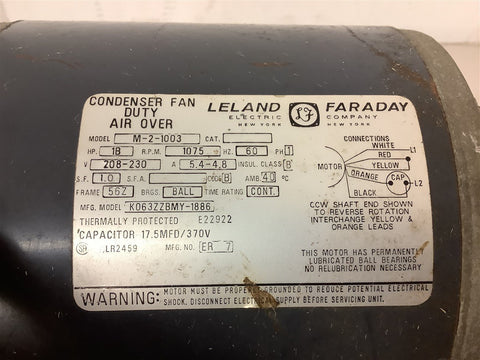 CONDENSER FAN
DUTY
AIR OVER
LELAND FARADAY
ELECTRIC COMPANY
NEW YORK NEW YORK
MODEL M-2-1003 CAT.
HP. 1B R.P.M. 1075 HZ. 60 PH 1
V 208-230 A 5.4-4.8 INSUL. CLASS B
S.F. 1.0 S.F.A. CODE B AMB 40 °C
FRAME 56Z BRGS. BALL TIME RATING CONT.
MFG. MODEL K063ZZBMY-1886
THERMALLY PROTECTED E22922
CAPACITOR 17.5MFD/370V
LR2459 MFG. NO. ER 7
CONNECTIONS
WHITE
RED L1
YELLOW
MOTOR ORANGE
CAP L2
BLACK
CCW SHAFT END SHOWN
TO REVERSE ROTATION
INTERCHANGE YELLOW &
ORANGE LEADS
THIS MOTOR HAS PERMANENTLY
LUBRICATED BALL BEARINGS
NO RELUBRICATION NECESSARY
WARNING: MOTOR MUST BE PROPERLY GROUNDED TO REDUCE POTENTIAL ELECTRICAL
SHOCK. DISCONNECT ELECTRICAL SUPPLY BEFORE SERVICING UNIT.